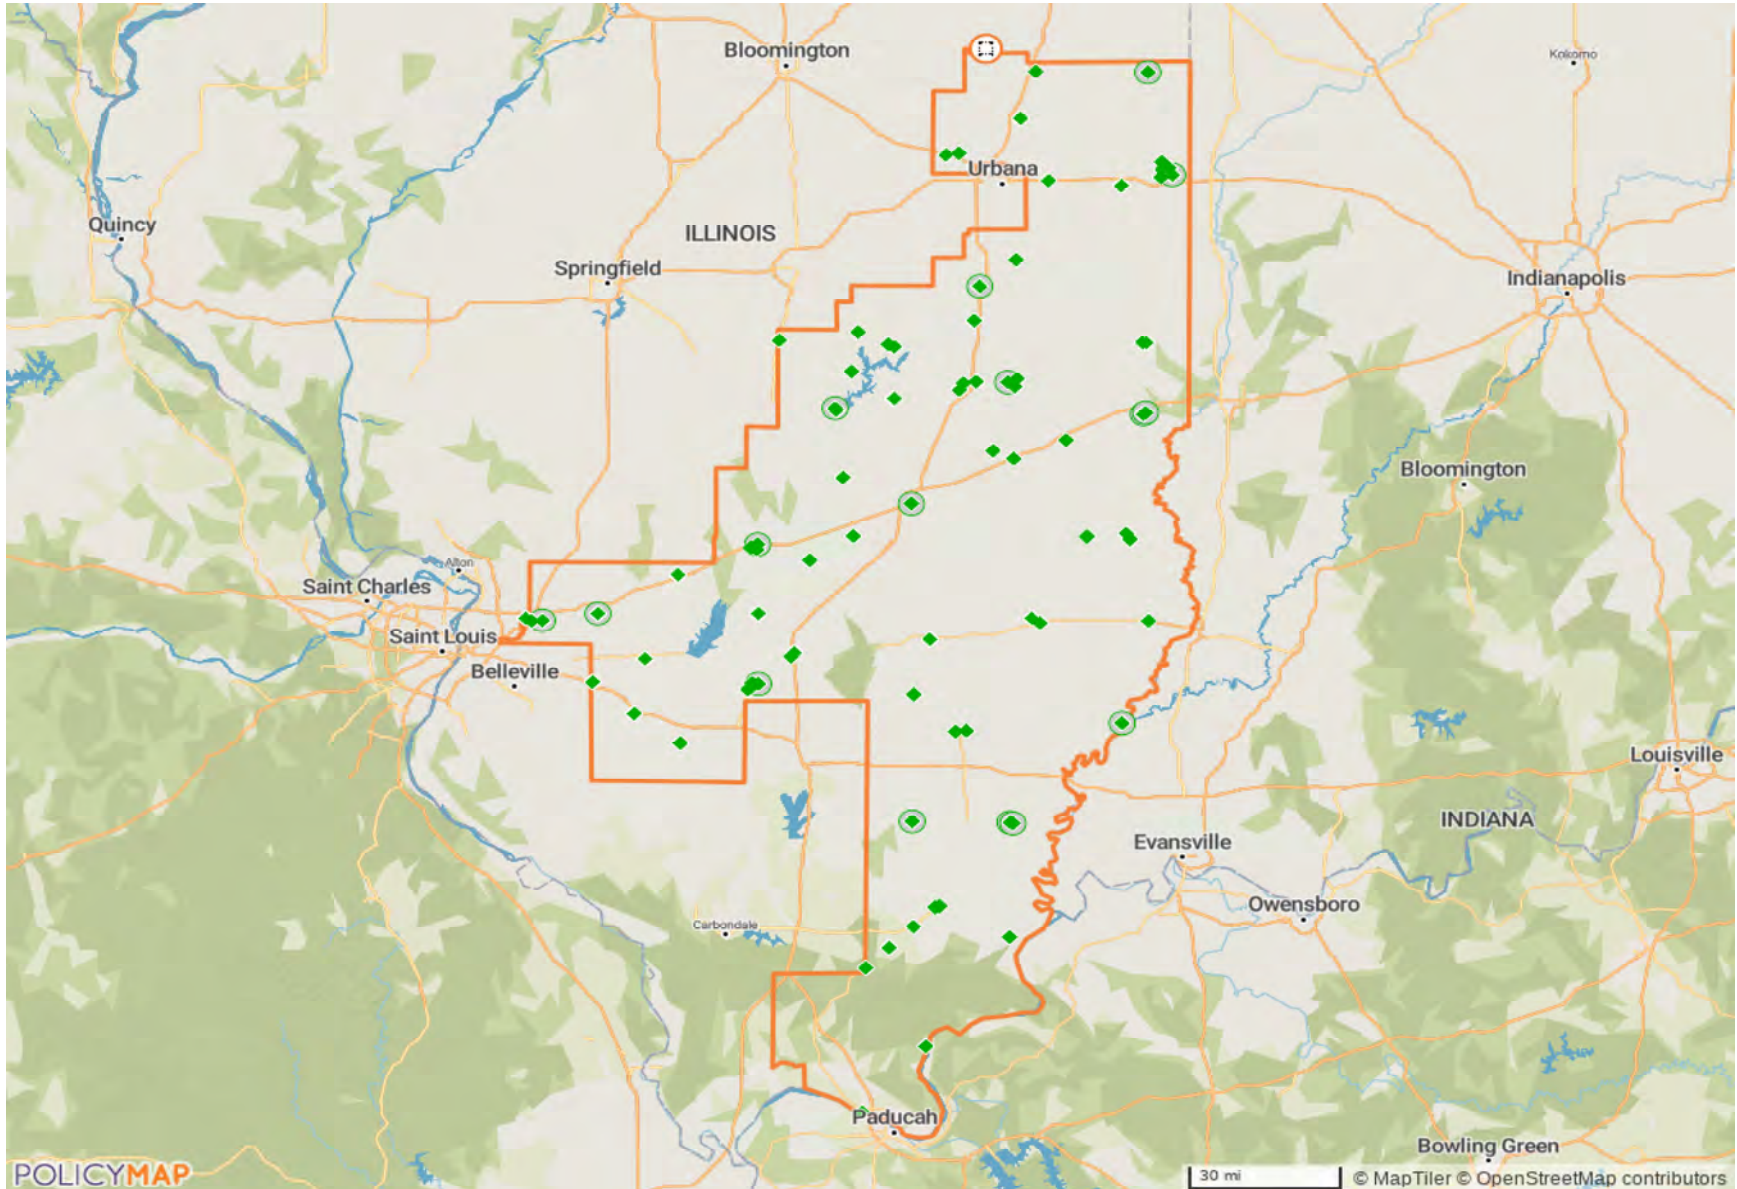 Bloomington
Kokomo
Urbana
Quincy
ILLINOIS
Springfield
Indianapolis
Bloomington
Alton
Saint Charles
Saint Louis
Belleville
Louisville
INDIANA
Evansville
Owensboro
Carbondale
Paducah
Bowling Green
POLICYMAP
30 mi
© MapTiler © OpenStreetMap contributors